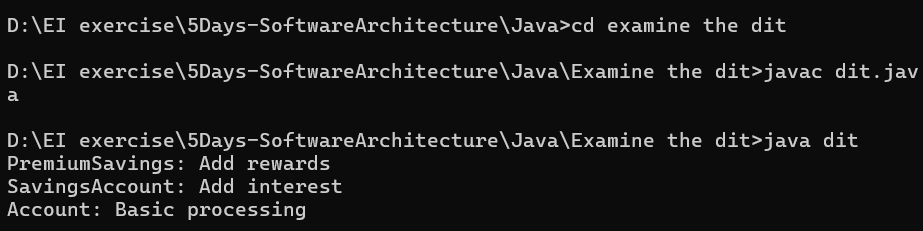 D:\EI exercise\5Days-SoftwareArchitecture\Java>cd examine the dit
D:\EI exercise\5Days-SoftwareArchitecture\Java\Examine the dit>javac dit.jav
a
D:\EI exercise\5Days-SoftwareArchitecture\Java\Examine the dit>java dit
PremiumSavings: Add rewards
SavingsAccount: Add interest
Account: Basic processing